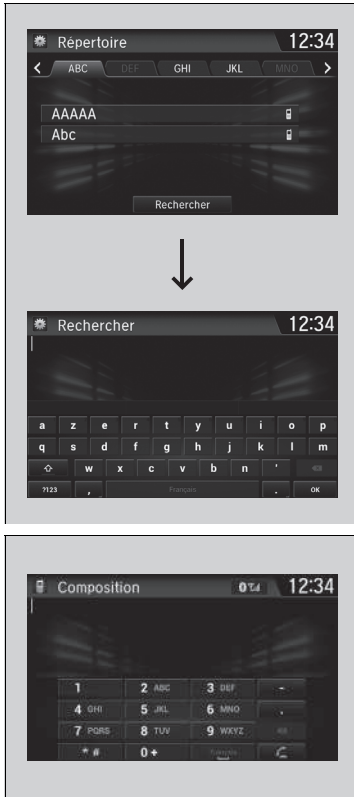 Répertoire 12:34
ABC DEF GHI JKL MNO
AAAAA
Abc
Rechercher
Rechercher 12:34
a z e r t y u i o p
q s d f g h j k l m
w x c v b n '
?123 , Français . OK
Composition 12:34
1 2 ABC 3 DEF -
4 GHI 5 JKL 6 MNO .
7 PQRS 8 TUV 9 WXYZ
* # 0 + Français